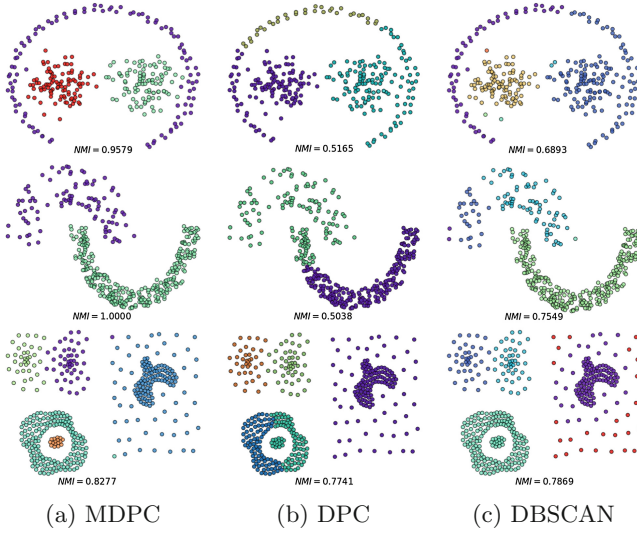 NMI = 0.9579 NMI = 0.5165 NMI = 0.6893
NMI = 1.0000 NMI = 0.5038 NMI = 0.7549
NMI = 0.8277 NMI = 0.7741 NMI = 0.7869
(a) MDPC (b) DPC (c) DBSCAN